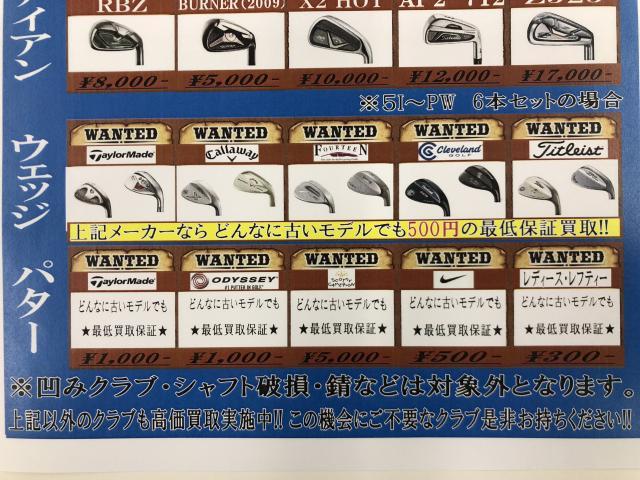 イアン
RBZ
BURNER(2009)
X2 HOT
AP2 712
Z525
¥8,000-
¥5,000-
¥10,000-
¥12,000-
¥17,000-
※5I～PW 6本セットの場合
ウェッジ
WANTED
WANTED
WANTED
WANTED
WANTED
TaylorMade
Callaway
FOURTEEN
Cleveland
GOLF
Titleist
上記メーカーなら どんなに古いモデルでも500円の最低保証買取!!
パター
WANTED
WANTED
WANTED
WANTED
WANTED
TaylorMade
ODYSSEY
#1 PUTTER IN GOLF
SCOTTY CAMERON
レディース・レフティー
どんなに古いモデルでも
★最低買取保証★
どんなに古いモデルでも
★最低買取保証★
どんなに古いモデルでも
★最低買取保証★
どんなに古いモデルでも
★最低買取保証★
どんなに古いモデルでも
★最低買取保証★
¥1,000-
¥1,000-
¥5,000-
¥500-
¥300-
※凹みクラブ・シャフト破損・錆などは対象外となります。
上記以外のクラブも高価買取実施中!! この機会にご不要なクラブ是非お持ちください!!